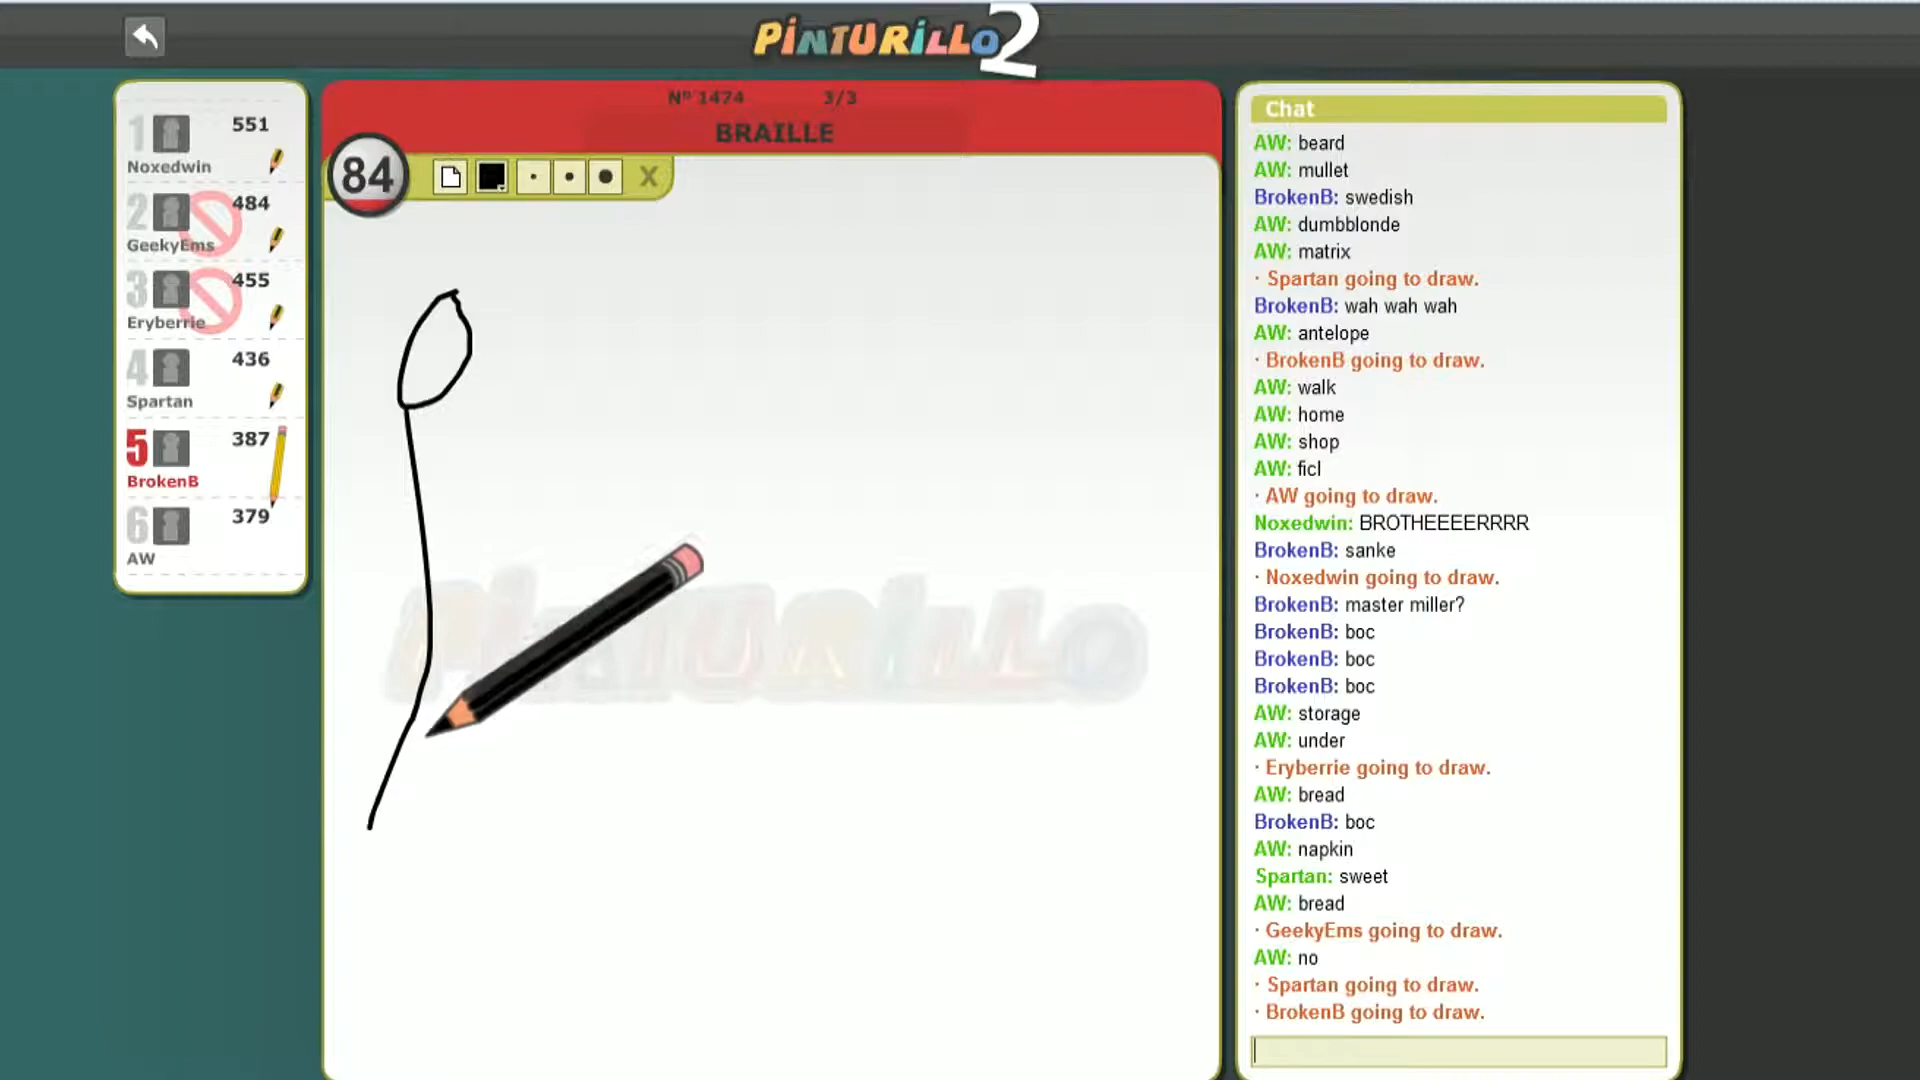 PINTURILLO 2
Nº 1474 3/3
BRAILLE
84
X
1 551
Noxedwin
2 484
GeekyEms
3 455
Eryberrie
4 436
Spartan
5 387
BrokenB
6 379
AW
PINTURILLO
Chat
AW: beard
AW: mullet
BrokenB: swedish
AW: dumbblonde
AW: matrix
· Spartan going to draw.
BrokenB: wah wah wah
AW: antelope
· BrokenB going to draw.
AW: walk
AW: home
AW: shop
AW: ficl
· AW going to draw.
Noxedwin: BROTHEEEERRRR
BrokenB: sanke
· Noxedwin going to draw.
BrokenB: master miller?
BrokenB: boc
BrokenB: boc
BrokenB: boc
AW: storage
AW: under
· Eryberrie going to draw.
AW: bread
BrokenB: boc
AW: napkin
Spartan: sweet
AW: bread
· GeekyEms going to draw.
AW: no
· Spartan going to draw.
· BrokenB going to draw.